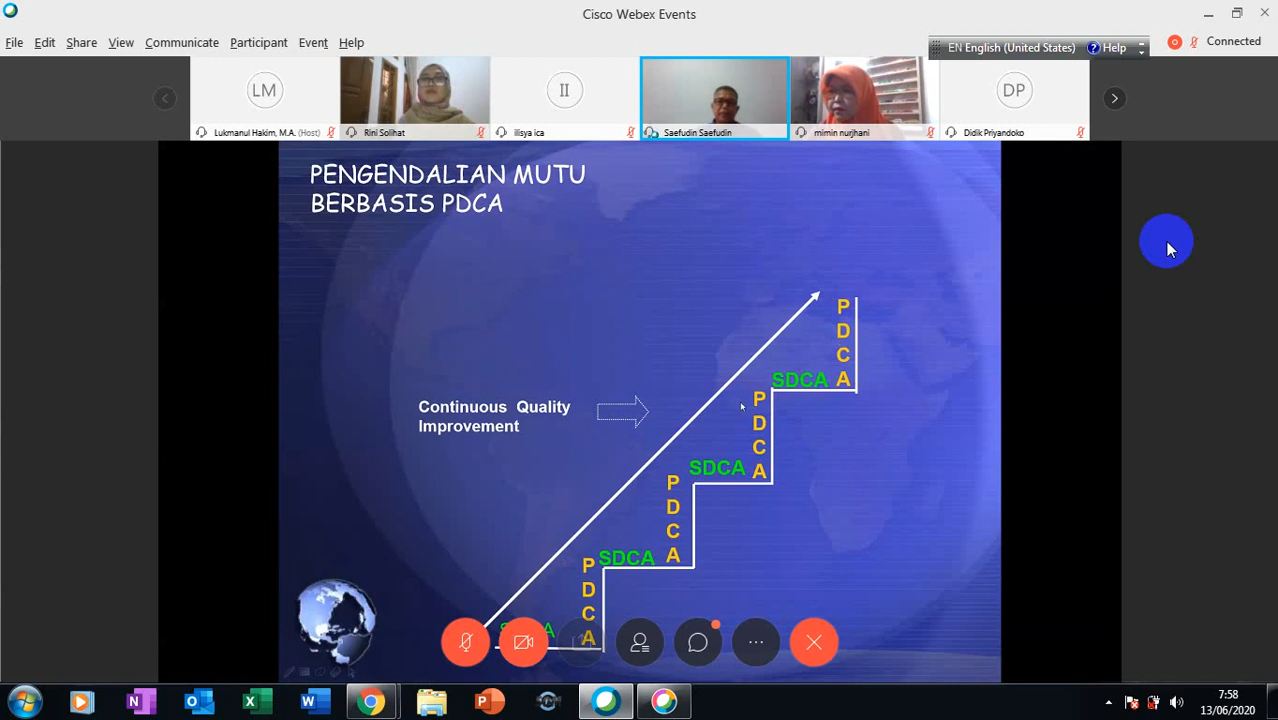 Cisco Webex Events
File Edit Share View Communicate Participant Event Help
EN English (United States) ? Help
Connected
LM
II
DP
Lukmanul Hakim, M.A. (Host)
Rini Solihat
ilisya ica
Saefudin Saefudin
mimin nurjhani
Didik Priyandoko
PENGENDALIAN MUTU
BERBASIS PDCA
Continuous Quality
Improvement
P
D
C
A
SDCA
P
D
C
A
SDCA
P
D
C
A
SDCA
P
D
C
A
7:58
13/06/2020